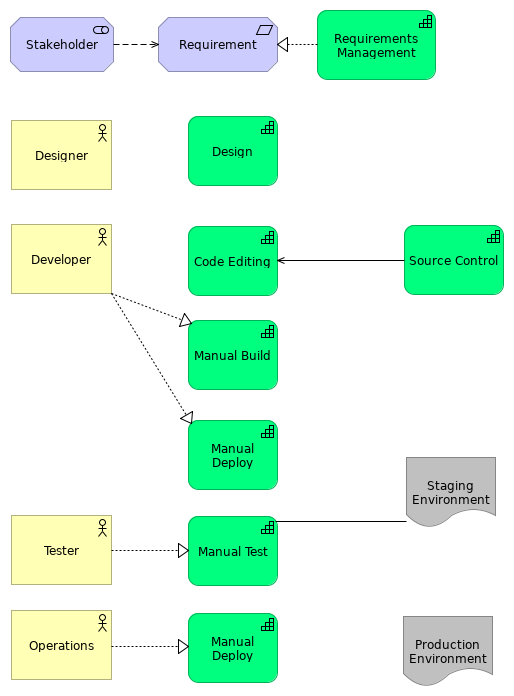 Stakeholder
Requirement
Requirements
Management
Designer
Design
Developer
Code Editing
Source Control
Manual Build
Manual
Deploy
Staging
Environment
Tester
Manual Test
Operations
Manual
Deploy
Production
Environment